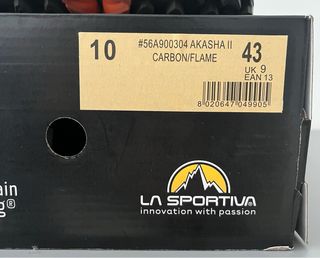 10
#56A900304 AKASHA II
CARBON/FLAME
43
UK 9
EAN 13
8 020647 049905
ain
g®
LA SPORTIVA
innovation with passion